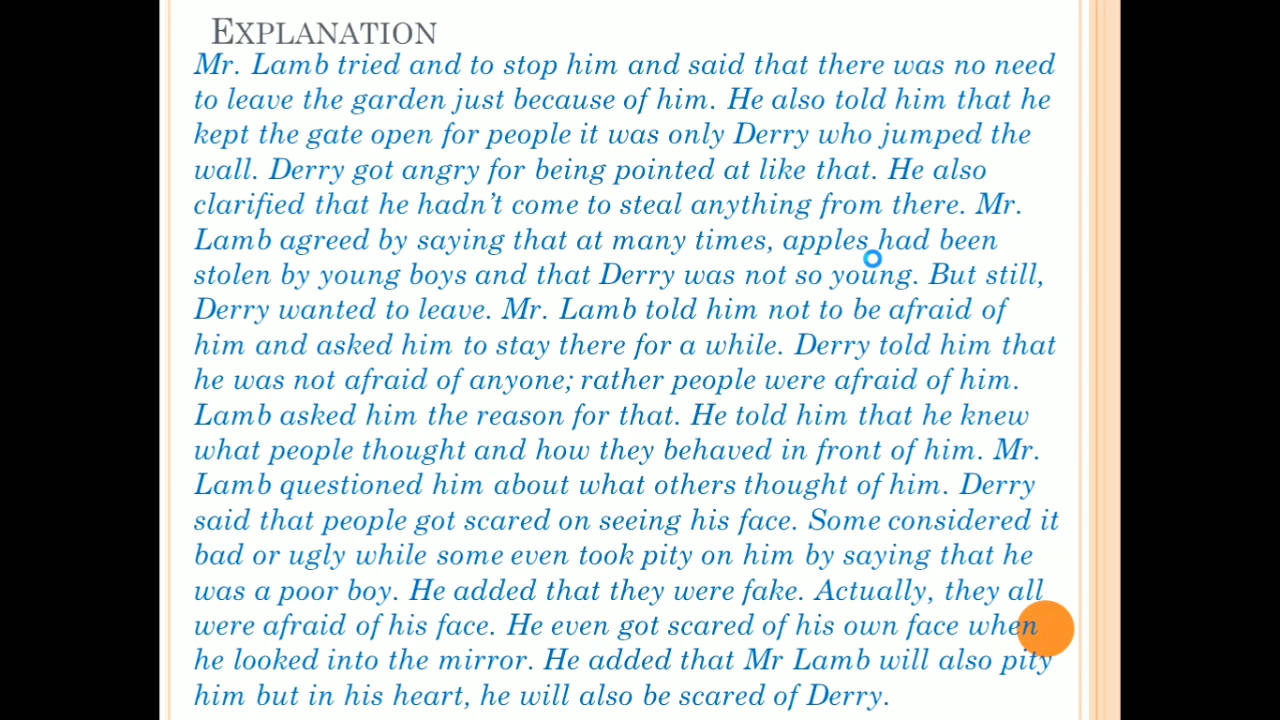 EXPLANATION
Mr. Lamb tried and to stop him and said that there was no need
to leave the garden just because of him. He also told him that he
kept the gate open for people it was only Derry who jumped the
wall. Derry got angry for being pointed at like that. He also
clarified that he hadn't come to steal anything from there. Mr.
Lamb agreed by saying that at many times, apples had been
stolen by young boys and that Derry was not so young. But still,
Derry wanted to leave. Mr. Lamb told him not to be afraid of
him and asked him to stay there for a while. Derry told him that
he was not afraid of anyone; rather people were afraid of him.
Lamb asked him the reason for that. He told him that he knew
what people thought and how they behaved in front of him. Mr.
Lamb questioned him about what others thought of him. Derry
said that people got scared on seeing his face. Some considered it
bad or ugly while some even took pity on him by saying that he
was a poor boy. He added that they were fake. Actually, they all
were afraid of his face. He even got scared of his own face when
he looked into the mirror. He added that Mr Lamb will also pity
him but in his heart, he will also be scared of Derry.